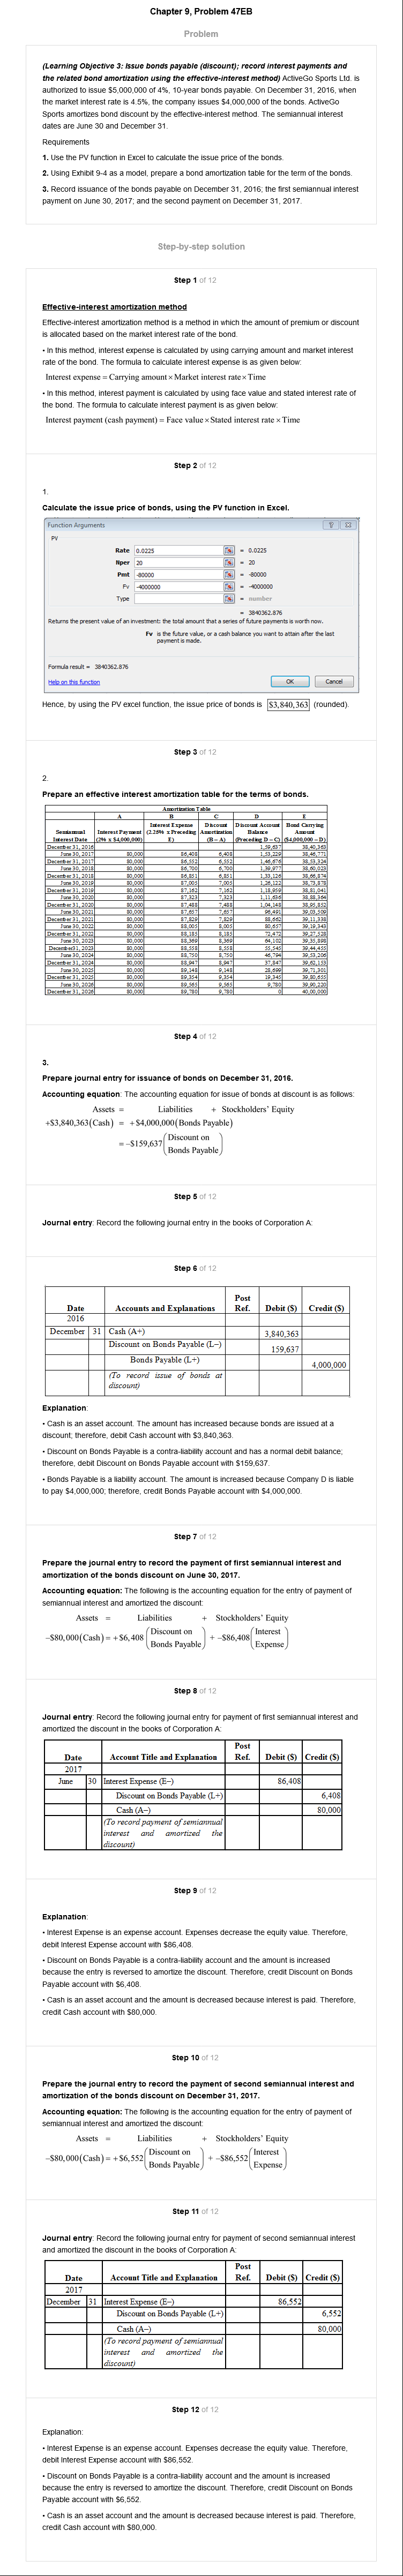 Chapter 9, Problem 47EB
Problem
(Learning Objective 3: Issue bonds payable (discount); record interest payments and
the related bond amortization using the effective-interest method) ActiveGo Sports Ltd. is
authorized to issue $5,000,000 of 4%, 10-year bonds payable. On December 31, 2016, when
the market interest rate is 4.5%, the company issues $4,000,000 of the bonds. ActiveGo
Sports amortizes bond discount by the effective-interest method. The semiannual interest
dates are June 30 and December 31.
Requirements
1. Use the PV function in Excel to calculate the issue price of the bonds.
2. Using Exhibit 9-4 as a model, prepare a bond amortization table for the term of the bonds.
3. Record issuance of the bonds payable on December 31, 2016; the first semiannual interest
payment on June 30, 2017; and the second payment on December 31, 2017.
Step-by-step solution
Step 1 of 12
Effective-interest amortization method
Effective-interest amortization method is a method in which the amount of premium or discount
is allocated based on the market interest rate of the bond.
• In this method, interest expense is calculated by using carrying amount and market interest
rate of the bond. The formula to calculate interest expense is as given below:
Interest expense = Carrying amount × Market interest rate × Time
• In this method, interest payment is calculated by using face value and stated interest rate of
the bond. The formula to calculate interest payment is as given below:
Interest payment (cash payment) = Face value × Stated interest rate × Time
Step 2 of 12
1.
Calculate the issue price of bonds, using the PV function in Excel.
Function Arguments
PV
Rate 0.0225 = 0.0225
Nper 20 = 20
Pmt -80000 = -80000
Fv -4000000 = -4000000
Type = number
= 3840362.876
Returns the present value of an investment: the total amount that a series of future payments is worth now.
Fv is the future value, or a cash balance you want to attain after the last
payment is made.
Formula result = 3840362.876
Help on this function OK Cancel
Hence, by using the PV excel function, the issue price of bonds is $3,840,363 (rounded).
Step 3 of 12
2.
Prepare an effective interest amortization table for the terms of bonds.
Amortization Table
A B C D E
Interest Expense Discount Discount Account Bond Carrying
Semiannual Interest Payment (2.25% x Preceding Amortization Balance Amount
Interest Date (2% x $4,000,000) E) (B – A) (Preceding D – C) ($4,000,000 – D)
December 31, 2016 1,59,637 38,40,363
June 30, 2017 80,000 86,408 6,408 1,53,229 38,46,771
December 31, 2017 80,000 86,552 6,552 1,46,676 38,53,324
June 30, 2018 80,000 86,700 6,700 1,39,977 38,60,023
December 31, 2018 80,000 86,851 6,851 1,33,126 38,66,874
June 30, 2019 80,000 87,005 7,005 1,26,122 38,73,878
December 31, 2019 80,000 87,162 7,162 1,18,959 38,81,041
June 30, 2020 80,000 87,323 7,323 1,11,636 38,88,364
December 31, 2020 80,000 87,488 7,488 1,04,148 38,95,852
June 30, 2021 80,000 87,657 7,657 96,491 39,03,509
December 31, 2021 80,000 87,829 7,829 88,662 39,11,338
June 30, 2022 80,000 88,005 8,005 80,657 39,19,343
December 31, 2022 80,000 88,185 8,185 72,472 39,27,528
June 30, 2023 80,000 88,369 8,369 64,102 39,35,898
December31, 2023 80,000 88,558 8,558 55,545 39,44,455
June 30, 2024 80,000 88,750 8,750 46,794 39,53,206
December 31, 2024 80,000 88,947 8,947 37,847 39,62,153
June 30, 2025 80,000 89,148 9,148 28,699 39,71,301
December 31, 2025 80,000 89,354 9,354 19,345 39,80,655
June 30, 2026 80,000 89,565 9,565 9,780 39,90,220
December 31, 2026 80,000 89,780 9,780 0 40,00,000
Step 4 of 12
3.
Prepare journal entry for issuance of bonds on December 31, 2016.
Accounting equation: The accounting equation for issue of bonds at discount is as follows:
Assets = Liabilities + Stockholders' Equity
+$3,840,363(Cash) = +$4,000,000(Bonds Payable)
= –$159,637 (Discount on
Bonds Payable)
Step 5 of 12
Journal entry: Record the following journal entry in the books of Corporation A:
Step 6 of 12
Post
Date Accounts and Explanations Ref. Debit ($) Credit ($)
2016
December 31 Cash (A+) 3,840,363
Discount on Bonds Payable (L–) 159,637
Bonds Payable (L+) 4,000,000
(To record issue of bonds at
discount)
Explanation:
• Cash is an asset account. The amount has increased because bonds are issued at a
discount; therefore, debit Cash account with $3,840,363.
• Discount on Bonds Payable is a contra-liability account and has a normal debit balance;
therefore, debit Discount on Bonds Payable account with $159,637.
• Bonds Payable is a liability account. The amount is increased because Company D is liable
to pay $4,000,000; therefore, credit Bonds Payable account with $4,000,000.
Step 7 of 12
Prepare the journal entry to record the payment of first semiannual interest and
amortization of the bonds discount on June 30, 2017.
Accounting equation: The following is the accounting equation for the entry of payment of
semiannual interest and amortized the discount:
Assets = Liabilities + Stockholders' Equity
–$80,000(Cash) = +$6,408 (Discount on
Bonds Payable) + –$86,408 (Interest
Expense)
Step 8 of 12
Journal entry: Record the following journal entry for payment of first semiannual interest and
amortized the discount in the books of Corporation A:
Post
Date Account Title and Explanation Ref. Debit ($) Credit ($)
2017
June 30 Interest Expense (E–) 86,408
Discount on Bonds Payable (L+) 6,408
Cash (A–) 80,000
(To record payment of semiannual
interest and amortized the
discount)
Step 9 of 12
Explanation:
• Interest Expense is an expense account. Expenses decrease the equity value. Therefore,
debit Interest Expense account with $86,408.
• Discount on Bonds Payable is a contra-liability account and the amount is increased
because the entry is reversed to amortize the discount. Therefore, credit Discount on Bonds
Payable account with $6,408.
• Cash is an asset account and the amount is decreased because interest is paid. Therefore,
credit Cash account with $80,000.
Step 10 of 12
Prepare the journal entry to record the payment of second semiannual interest and
amortization of the bonds discount on December 31, 2017.
Accounting equation: The following is the accounting equation for the entry of payment of
semiannual interest and amortized the discount:
Assets = Liabilities + Stockholders' Equity
–$80,000(Cash) = +$6,552 (Discount on
Bonds Payable) + –$86,552 (Interest
Expense)
Step 11 of 12
Journal entry: Record the following journal entry for payment of second semiannual interest
and amortized the discount in the books of Corporation A:
Post
Date Account Title and Explanation Ref. Debit ($) Credit ($)
2017
December 31 Interest Expense (E–) 86,552
Discount on Bonds Payable (L+) 6,552
Cash (A–) 80,000
(To record payment of semiannual
interest and amortized the
discount)
Step 12 of 12
Explanation:
• Interest Expense is an expense account. Expenses decrease the equity value. Therefore,
debit Interest Expense account with $86,552.
• Discount on Bonds Payable is a contra-liability account and the amount is increased
because the entry is reversed to amortize the discount. Therefore, credit Discount on Bonds
Payable account with $6,552.
• Cash is an asset account and the amount is decreased because interest is paid. Therefore,
credit Cash account with $80,000.